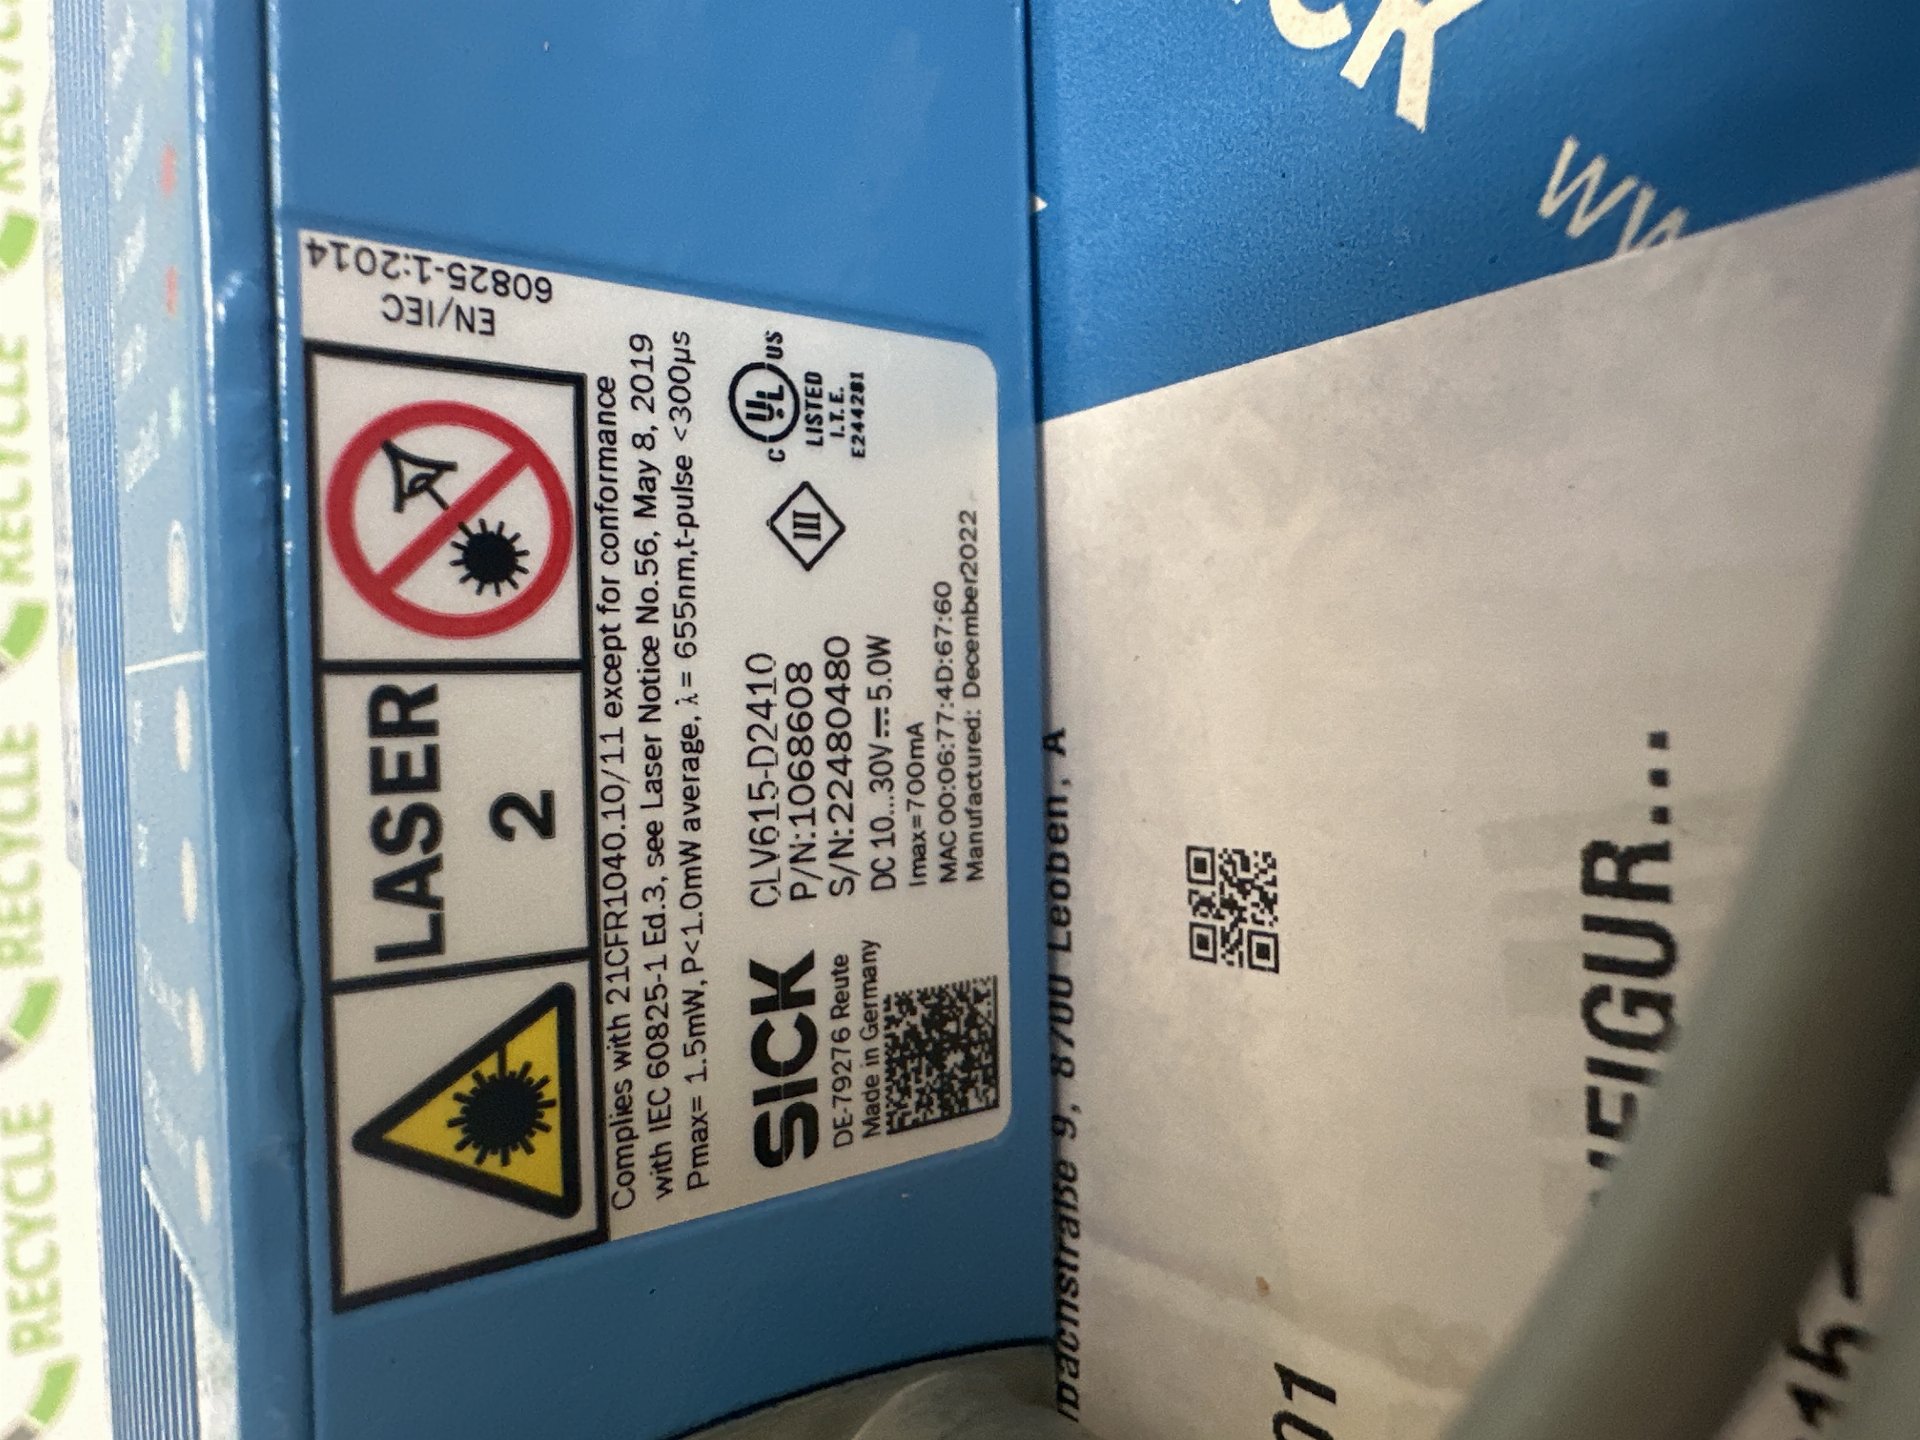 EN/IEC
60825-1:2014
LASER
2
Complies with 21CFR1040.10/11 except for conformance
with IEC 60825-1 Ed.3, see Laser Notice No.56, May 8, 2019
Pmax= 1.5mW, P<1.0mW average, λ= 655nm,t-pulse <300µs
SICK
DE-79276 Reute
Made in Germany
CLV615-D2410
P/N:1068608
S/N:22480480
DC 10...30V⎓5.0W
Imax=700mA
MAC 00:06:77:4D:67:60
Manufactured: December2022
III
C UL US
LISTED
I.T.E.
E244281
9, 8700 Leoben, A
RECYCLE
RECYCLE
RECYCLE
RECYCLE